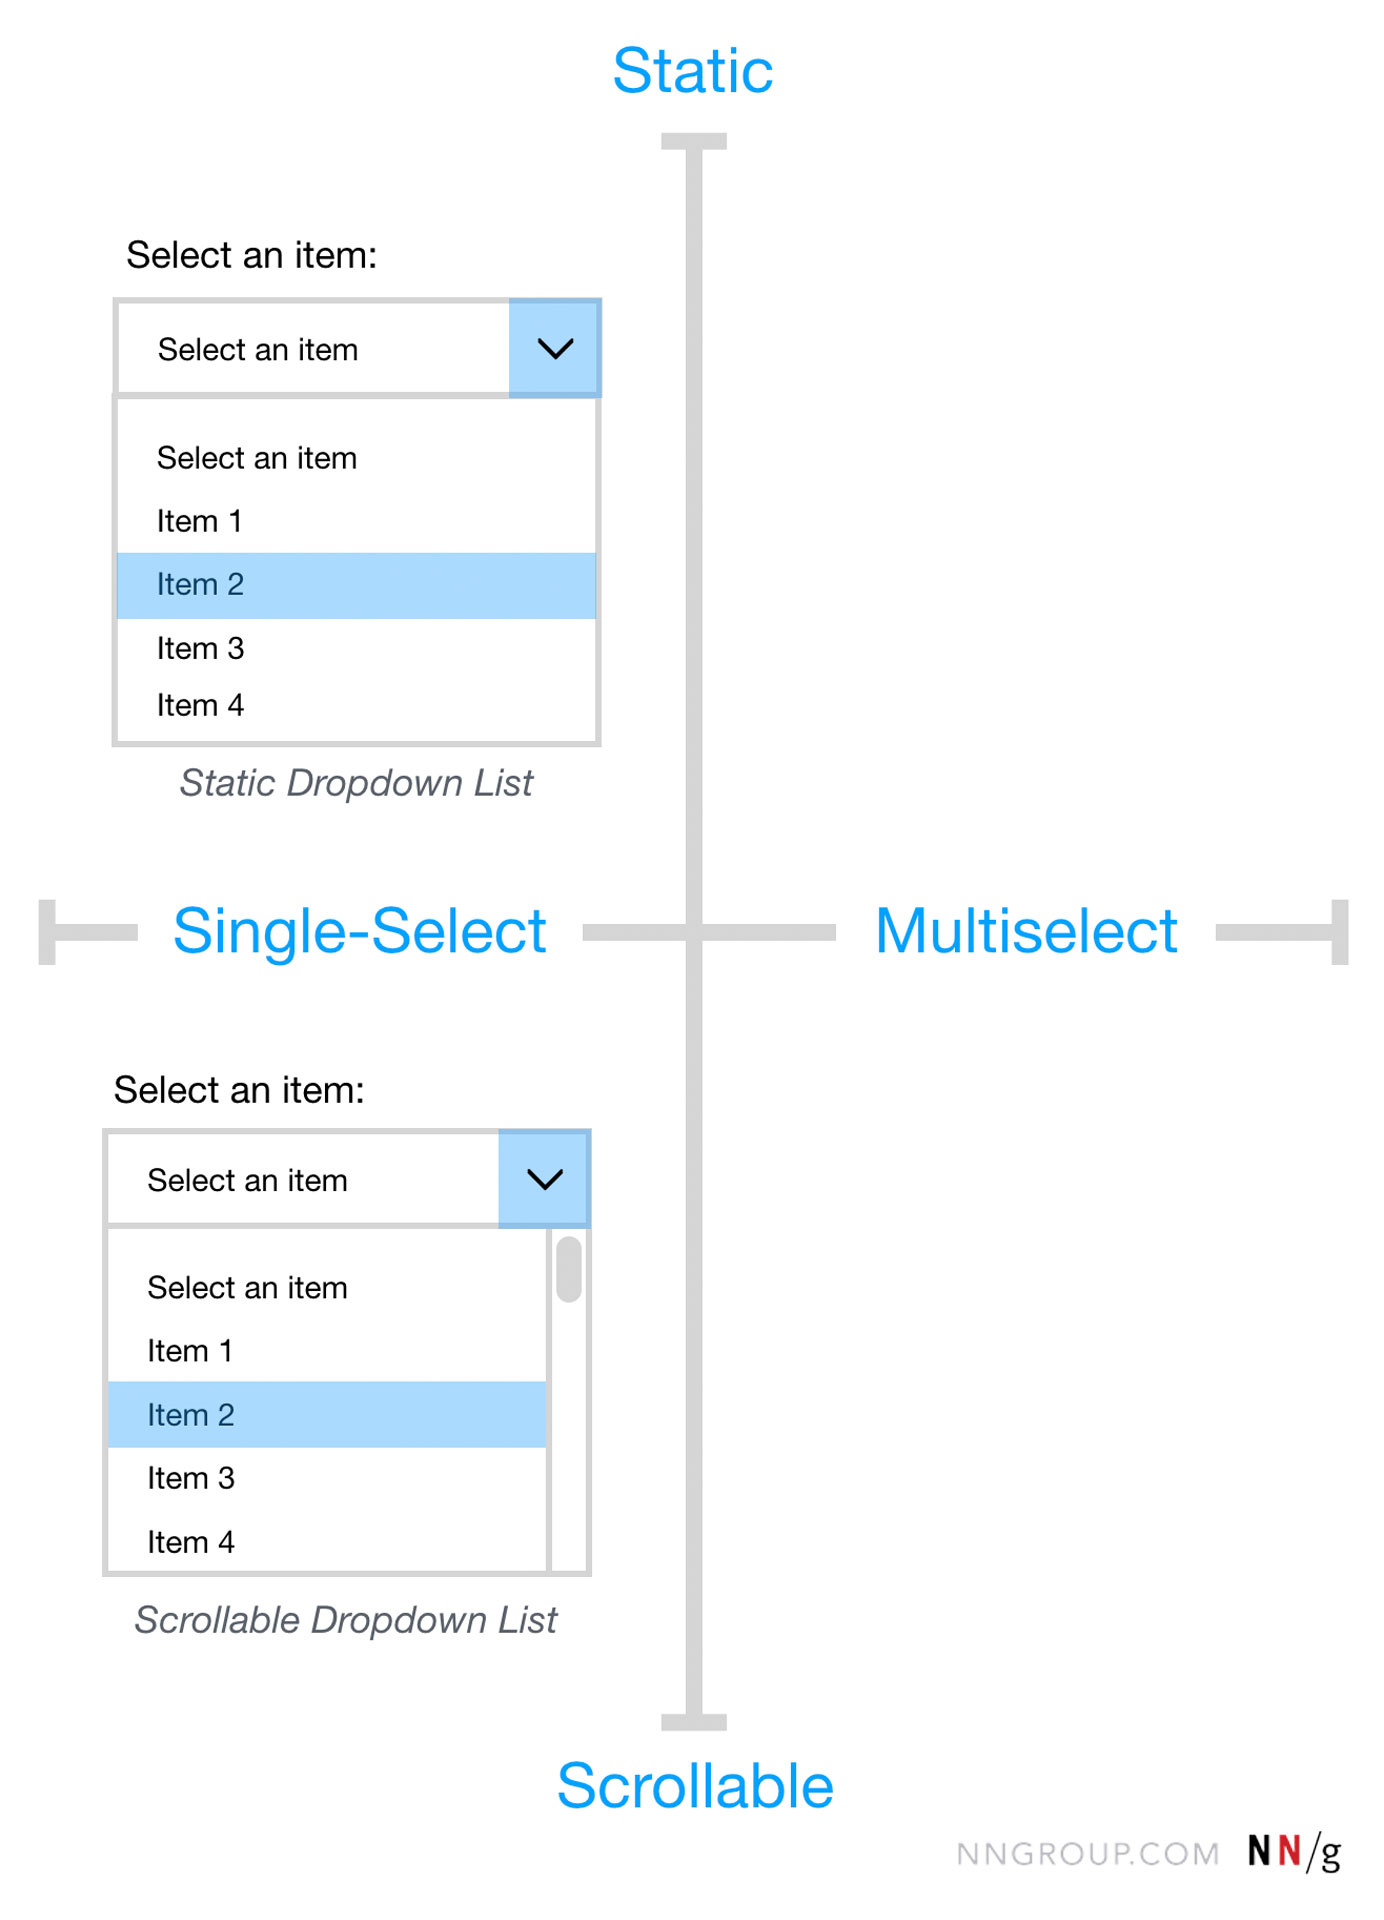 Static
Select an item:
Select an item
Select an item
Item 1
Item 2
Item 3
Item 4
Static Dropdown List
Single-Select
Multiselect
Select an item:
Select an item
Select an item
Item 1
Item 2
Item 3
Item 4
Scrollable Dropdown List
Scrollable
NNGROUP.COM NN/g